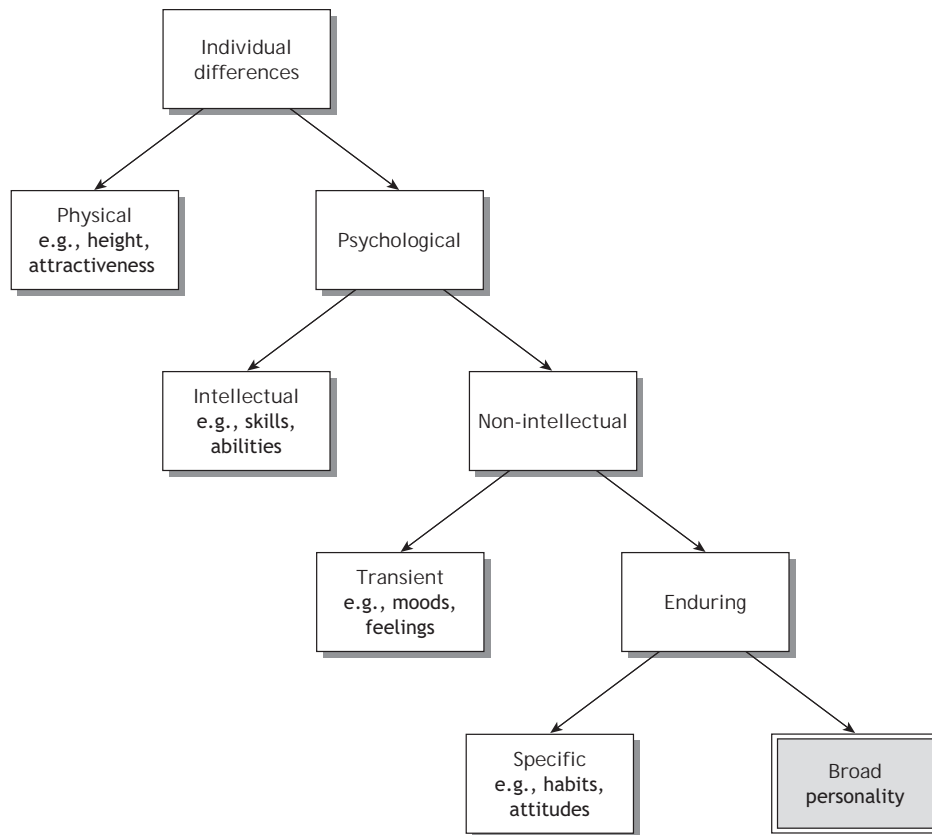 Individual
differences
Physical
e.g., height,
attractiveness
Psychological
Intellectual
e.g., skills,
abilities
Non-intellectual
Transient
e.g., moods,
feelings
Enduring
Specific
e.g., habits,
attitudes
Broad
personality